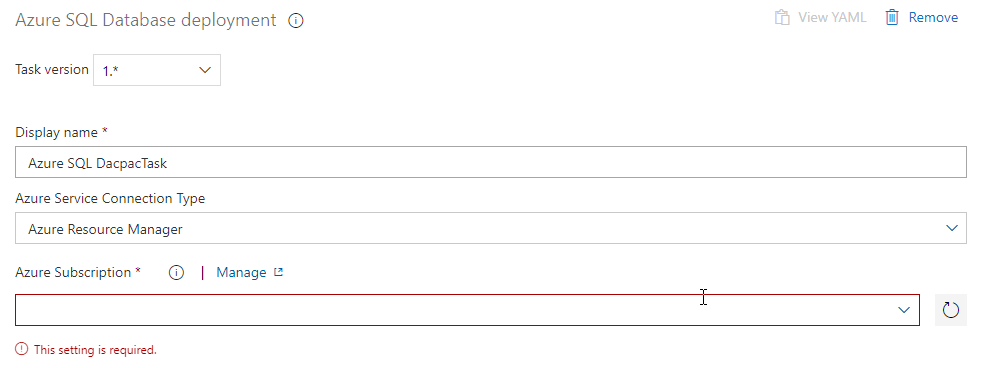 Azure SQL Database deployment
View YAML
Remove
Task version
1.*
Display name *
Azure SQL DacpacTask
Azure Service Connection Type
Azure Resource Manager
Azure Subscription * | Manage
This setting is required.